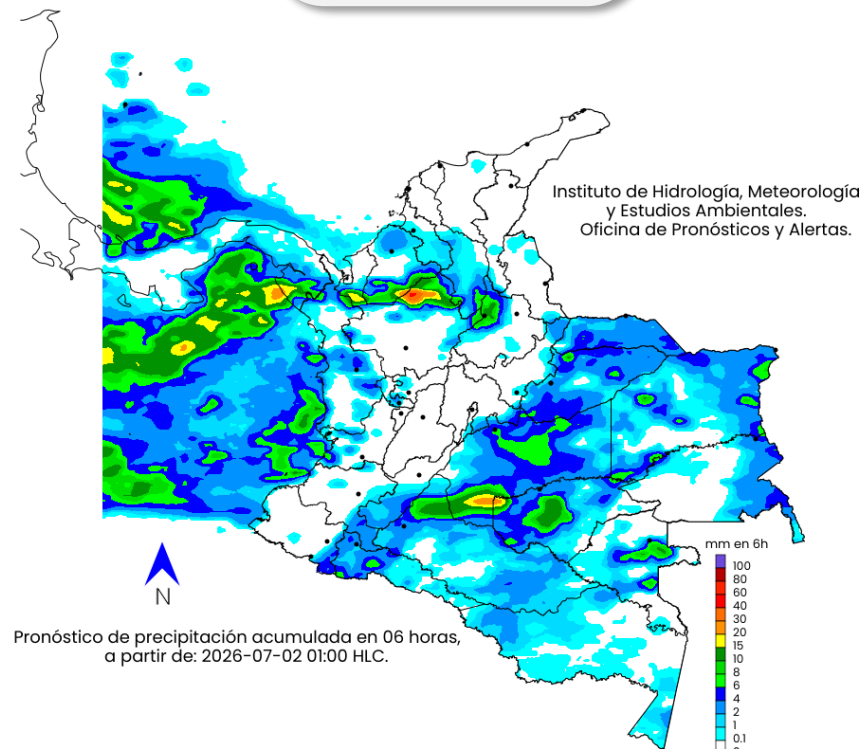 Instituto de Hidrología, Meteorología
y Estudios Ambientales.
Oficina de Pronósticos y Alertas.
mm en 6h
100
80
60
40
30
20
15
10
8
6
4
2
1
0.1
N
Pronóstico de precipitación acumulada en 06 horas,
a partir de: 2026-07-02 01:00 HLC.